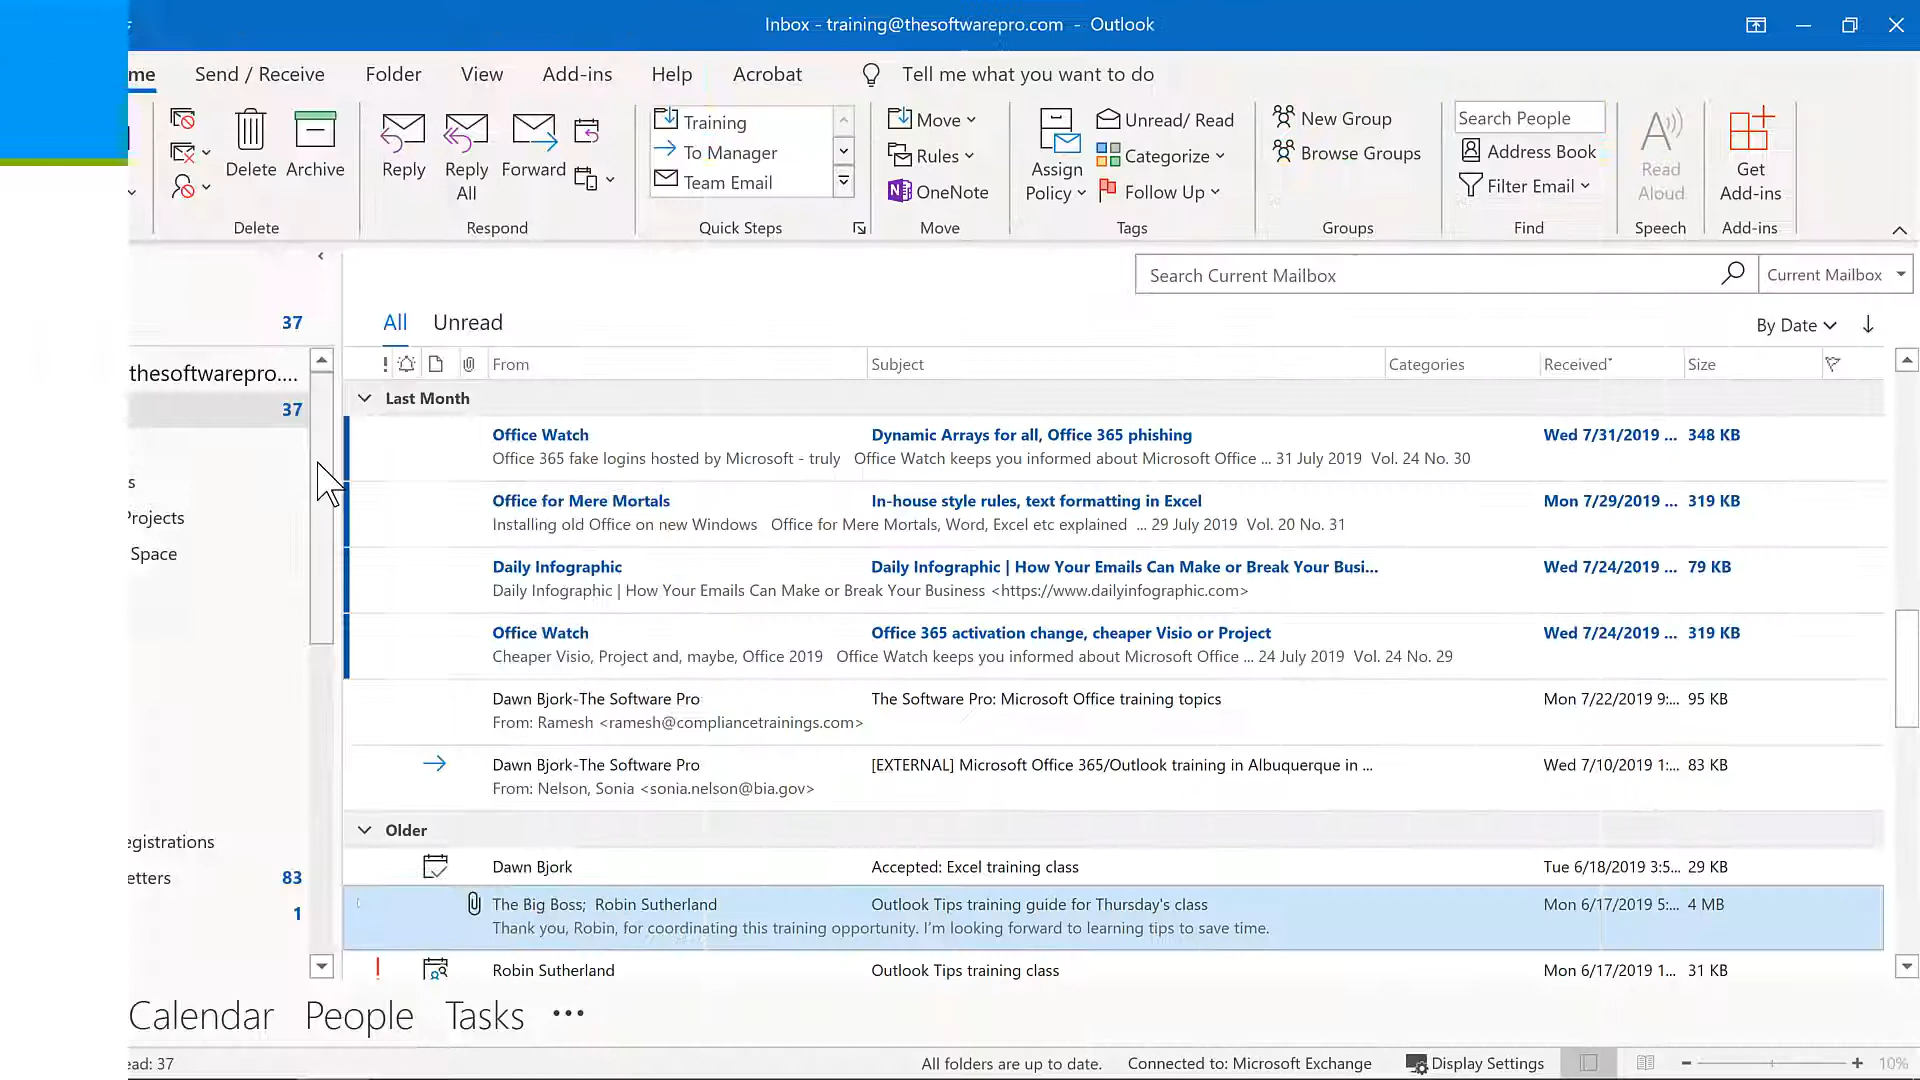 Inbox - training@thesoftwarepro.com - Outlook
me Send / Receive Folder View Add-ins Help Acrobat Tell me what you want to do
Delete
Archive
Delete
Reply
Reply All
Forward
Respond
Training
To Manager
Team Email
Quick Steps
Move
Rules
OneNote
Move
Assign Policy
Unread/ Read
Categorize
Follow Up
Tags
New Group
Browse Groups
Groups
Search People
Address Book
Filter Email
Find
Read Aloud
Speech
Get Add-ins
Add-ins
Search Current Mailbox
Current Mailbox
37
All Unread
By Date
thesoftwarepro....
37
s
Projects
Space
egistrations
etters 83
1
! From Subject Categories Received Size
Last Month
Office Watch Dynamic Arrays for all, Office 365 phishing Wed 7/31/2019 ... 348 KB
Office 365 fake logins hosted by Microsoft - truly Office Watch keeps you informed about Microsoft Office ... 31 July 2019 Vol. 24 No. 30
Office for Mere Mortals In-house style rules, text formatting in Excel Mon 7/29/2019 ... 319 KB
Installing old Office on new Windows Office for Mere Mortals, Word, Excel etc explained ... 29 July 2019 Vol. 20 No. 31
Daily Infographic Daily Infographic | How Your Emails Can Make or Break Your Busi... Wed 7/24/2019 ... 79 KB
Daily Infographic | How Your Emails Can Make or Break Your Business <https://www.dailyinfographic.com>
Office Watch Office 365 activation change, cheaper Visio or Project Wed 7/24/2019 ... 319 KB
Cheaper Visio, Project and, maybe, Office 2019 Office Watch keeps you informed about Microsoft Office ... 24 July 2019 Vol. 24 No. 29
Dawn Bjork-The Software Pro The Software Pro: Microsoft Office training topics Mon 7/22/2019 9:... 95 KB
From: Ramesh <ramesh@compliancetrainings.com>
Dawn Bjork-The Software Pro [EXTERNAL] Microsoft Office 365/Outlook training in Albuquerque in ... Wed 7/10/2019 1:... 83 KB
From: Nelson, Sonia <sonia.nelson@bia.gov>
Older
Dawn Bjork Accepted: Excel training class Tue 6/18/2019 3:5... 29 KB
The Big Boss; Robin Sutherland Outlook Tips training guide for Thursday's class Mon 6/17/2019 5:... 4 MB
Thank you, Robin, for coordinating this training opportunity. I'm looking forward to learning tips to save time.
! Robin Sutherland Outlook Tips training class Mon 6/17/2019 1... 31 KB
Calendar People Tasks ...
ead: 37 All folders are up to date. Connected to: Microsoft Exchange Display Settings 10%